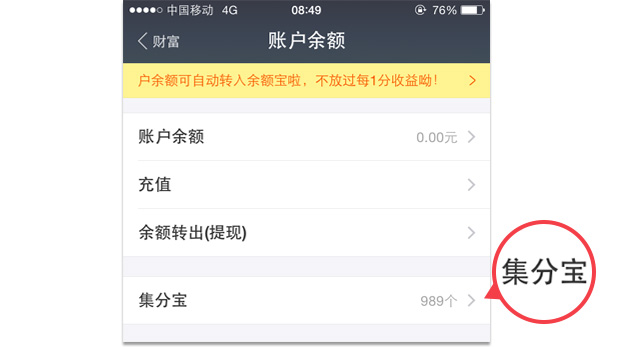 中国移动 4G 08:49 76%
财富 账户余额
户余额可自动转入余额宝啦，不放过每1分收益呦！
账户余额 0.00元
充值
余额转出(提现)
集分宝
集分宝 989个